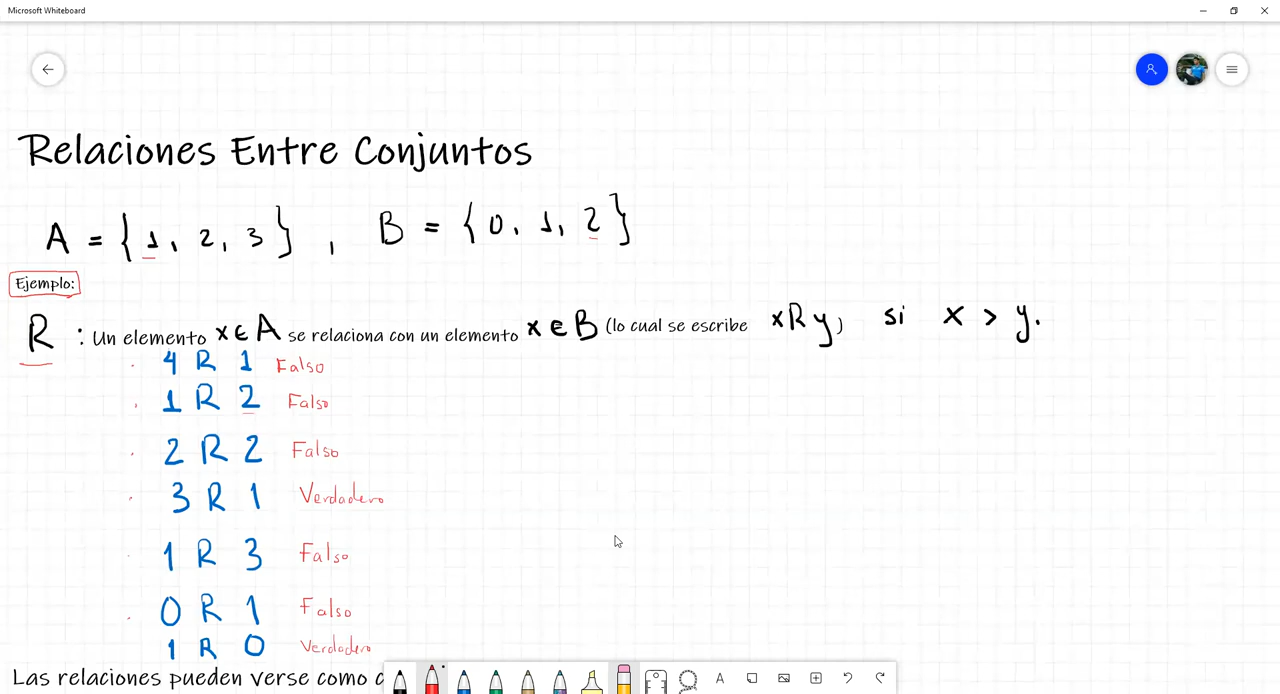 Microsoft Whiteboard
Relaciones Entre Conjuntos
A = {1, 2, 3} , B = {0, 1, 2}
Ejemplo:
R : Un elemento x∈A se relaciona con un elemento x∈B (lo cual se escribe xRy) si x > y.
4 R 1 Falso
1 R 2 Falso
2 R 2 Falso
3 R 1 Verdadero
1 R 3 Falso
0 R 1 Falso
1 R 0 Verdadero
Las relaciones pueden verse como